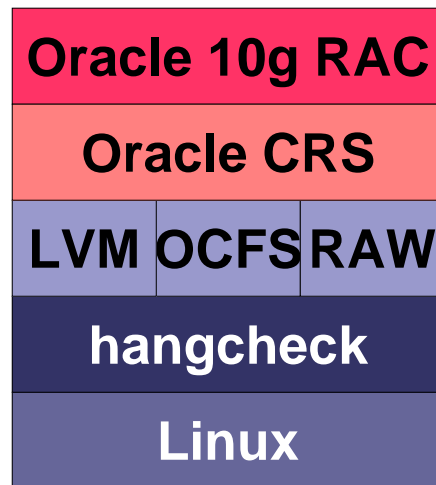 Oracle 10g RAC
Oracle CRS
LVM OCFS RAW
hangcheck
Linux